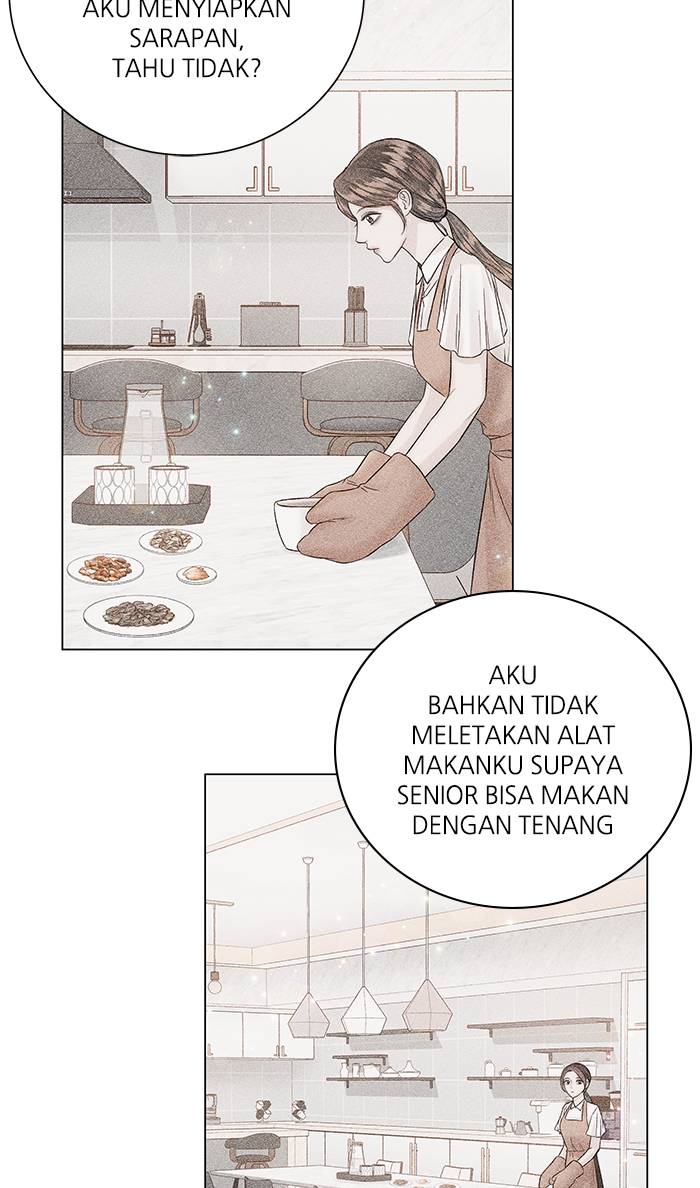 AKU MENYIAPKAN
SARAPAN,
TAHU TIDAK?
AKU
BAHKAN TIDAK
MELETAKAN ALAT
MAKANKU SUPAYA
SENIOR BISA MAKAN
DENGAN TENANG